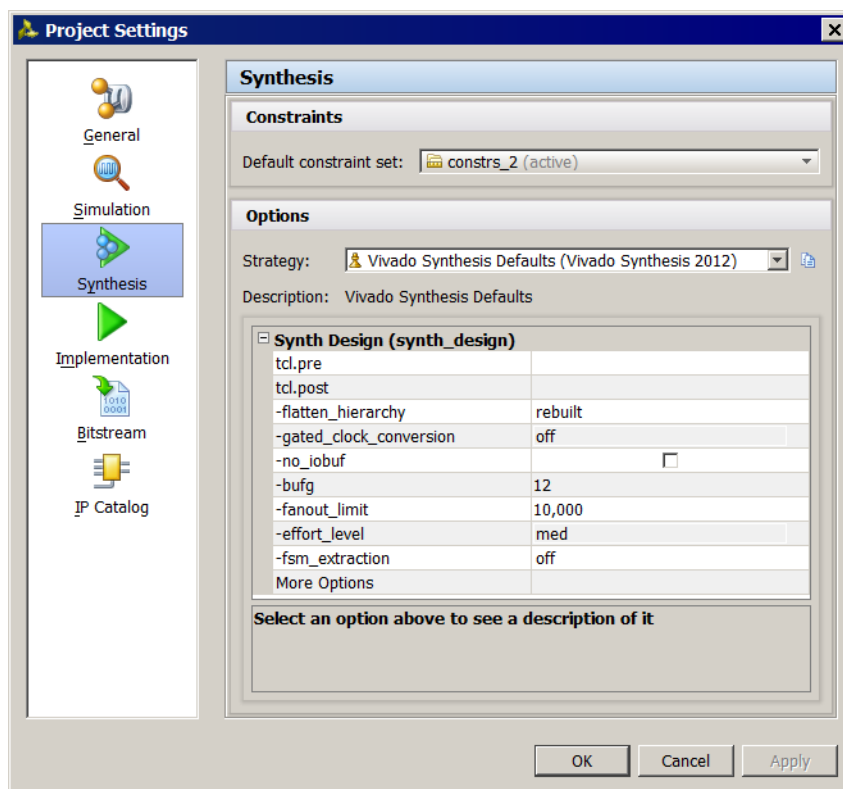 Project Settings
General
Simulation
Synthesis
Implementation
1010
0001
Bitstream
IP Catalog
Synthesis
Constraints
Default constraint set: constrs_2 (active)
Options
Strategy: Vivado Synthesis Defaults (Vivado Synthesis 2012)
Description: Vivado Synthesis Defaults
Synth Design (synth_design)
tcl.pre
tcl.post
-flatten_hierarchy rebuilt
-gated_clock_conversion off
-no_iobuf
-bufg 12
-fanout_limit 10,000
-effort_level med
-fsm_extraction off
More Options
Select an option above to see a description of it
OK Cancel Apply